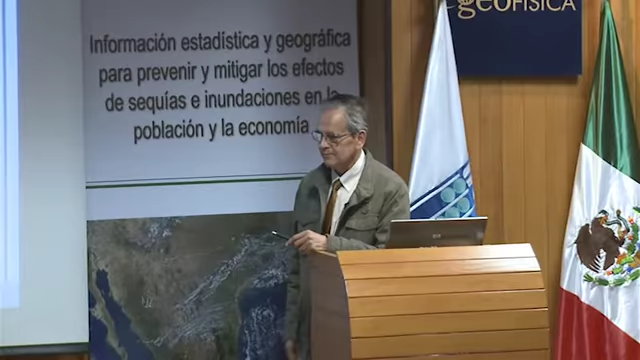 Información estadística y geográfica
para prevenir y mitigar los efectos
de sequías e inundaciones en la
población y la economía
geoFÍSICA